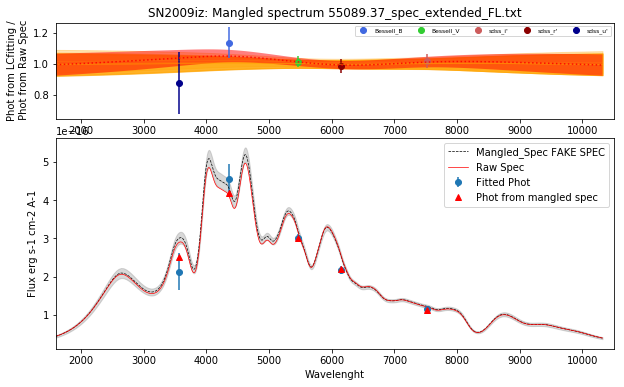 SN2009iz: Mangled spectrum 55089.37_spec_extended_FL.txt
Phot from LCfitting /
Phot from Raw Spec
1.2
1.0
0.8
Bessell_B
Bessell_V
sdss_i'
sdss_r'
sdss_u'
2000 3000 4000 5000 6000 7000 8000 9000 10000
1e-16
Flux erg s-1 cm-2 A-1
5
4
3
2
1
Mangled_Spec FAKE SPEC
Raw Spec
Fitted Phot
Phot from mangled spec
2000 3000 4000 5000 6000 7000 8000 9000 10000
Wavelenght